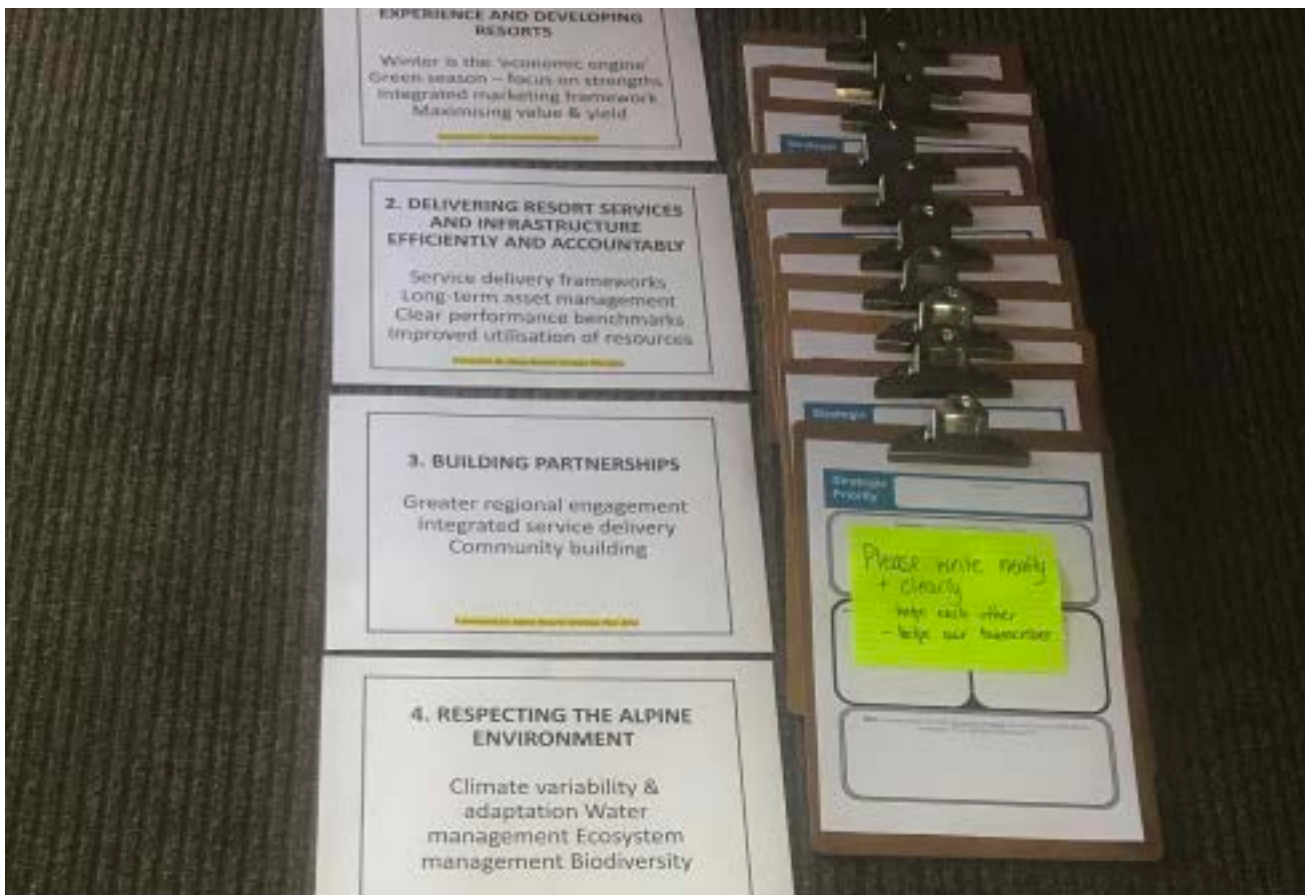 EXPERIENCE AND DEVELOPING
RESORTS
Winter is the 'economic engine'
Green season – focus on strengths
Integrated marketing framework
Maximising value & yield
2. DELIVERING RESORT SERVICES
AND INFRASTRUCTURE
EFFICIENTLY AND ACCOUNTABLY
Service delivery frameworks
Long-term asset management
Clear performance benchmarks
Improved utilisation of resources
3. BUILDING PARTNERSHIPS
Greater regional engagement
Integrated service delivery
Community building
4. RESPECTING THE ALPINE
ENVIRONMENT
Climate variability &
adaptation Water
management Ecosystem
management Biodiversity
Strategic
Strategic
Strategic
Priority
Please write neatly
+ clearly
- helps each other
- helps our transcriber